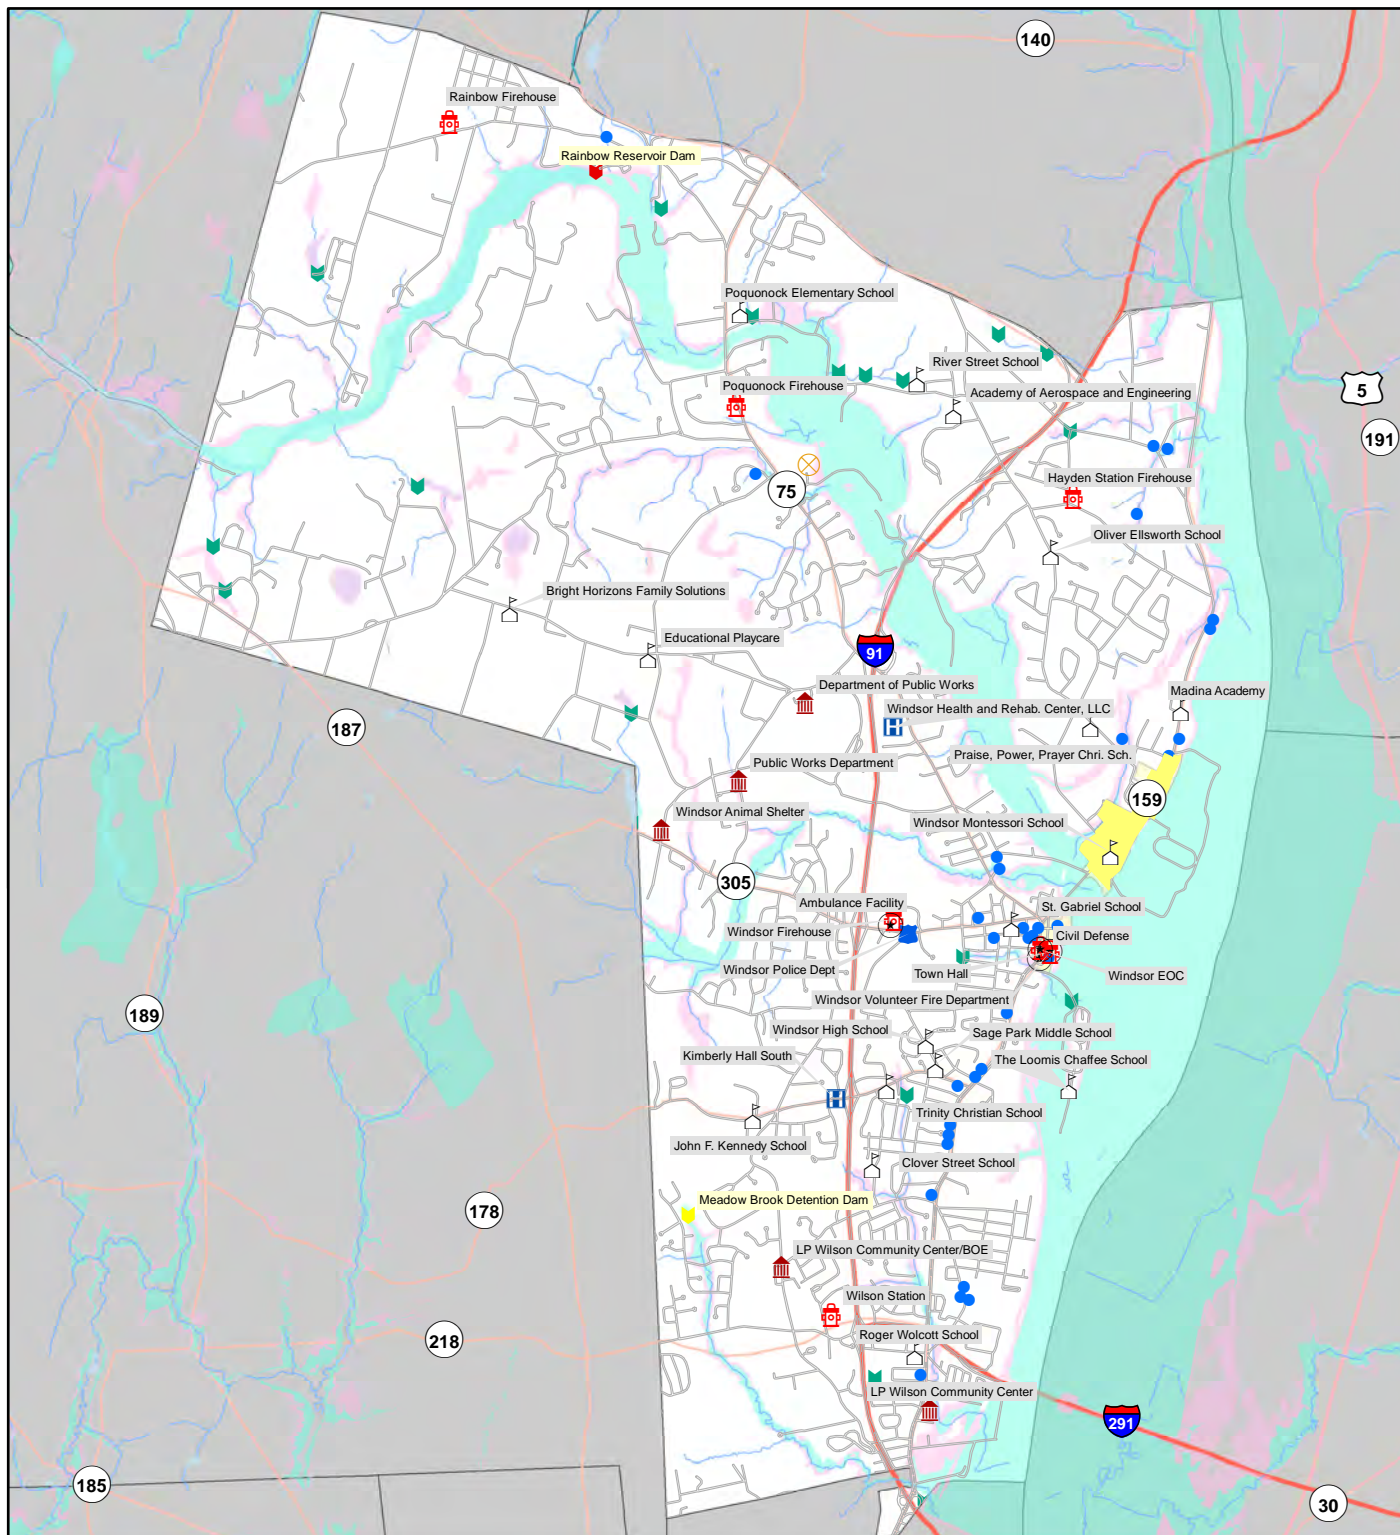 140
Rainbow Firehouse
Rainbow Reservoir Dam
Poquonock Elementary School
River Street School
Poquonock Firehouse
Academy of Aerospace and Engineering
5
191
75
Hayden Station Firehouse
Oliver Ellsworth School
Bright Horizons Family Solutions
Educational Playcare
91
Department of Public Works
Madina Academy
Windsor Health and Rehab. Center, LLC
187
Praise, Power, Prayer Chri. Sch.
Public Works Department
159
Windsor Animal Shelter
Windsor Montessori School
305
Ambulance Facility
St. Gabriel School
Windsor Firehouse
Civil Defense
Windsor Police Dept
Town Hall
Windsor EOC
Windsor Volunteer Fire Department
189
Windsor High School
Sage Park Middle School
Kimberly Hall South
The Loomis Chaffee School
H
H
Trinity Christian School
John F. Kennedy School
Clover Street School
Meadow Brook Detention Dam
178
LP Wilson Community Center/BOE
Wilson Station
218
Roger Wolcott School
LP Wilson Community Center
291
185
30